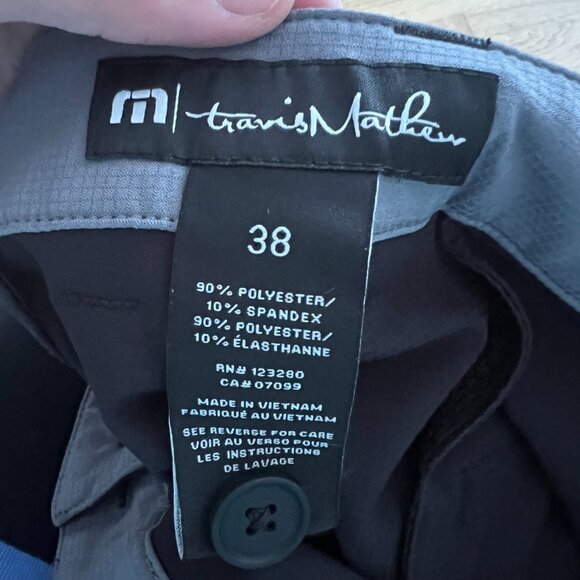 m travisMathew
38
90% POLYESTER/
10% SPANDEX
90% POLYESTER/
10% ÉLASTHANNE
RN# 123280
CA# 07099
MADE IN VIETNAM
FABRIQUÉ AU VIETNAM
SEE REVERSE FOR CARE
VOIR AU VERSO POUR
LES INSTRUCTIONS
DE LAVAGE